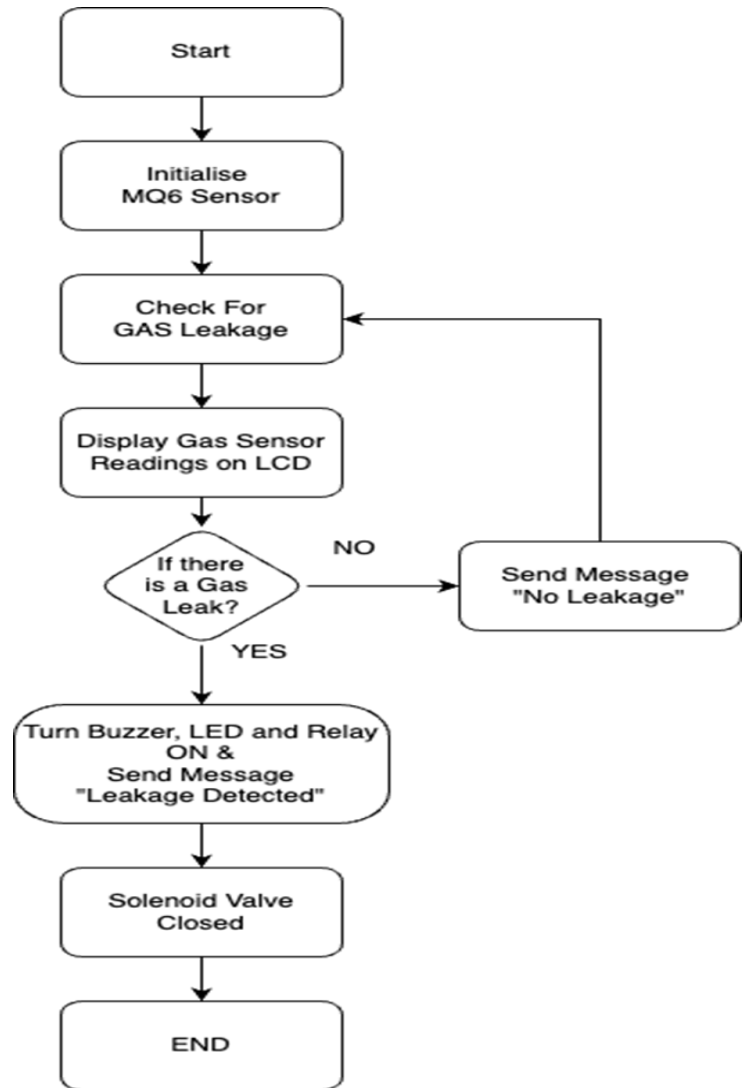 Start
Initialise
MQ6 Sensor
Check For
GAS Leakage
Display Gas Sensor
Readings on LCD
If there
is a Gas
Leak?
NO
Send Message
"No Leakage"
YES
Turn Buzzer, LED and Relay
ON &
Send Message
"Leakage Detected"
Solenoid Valve
Closed
END